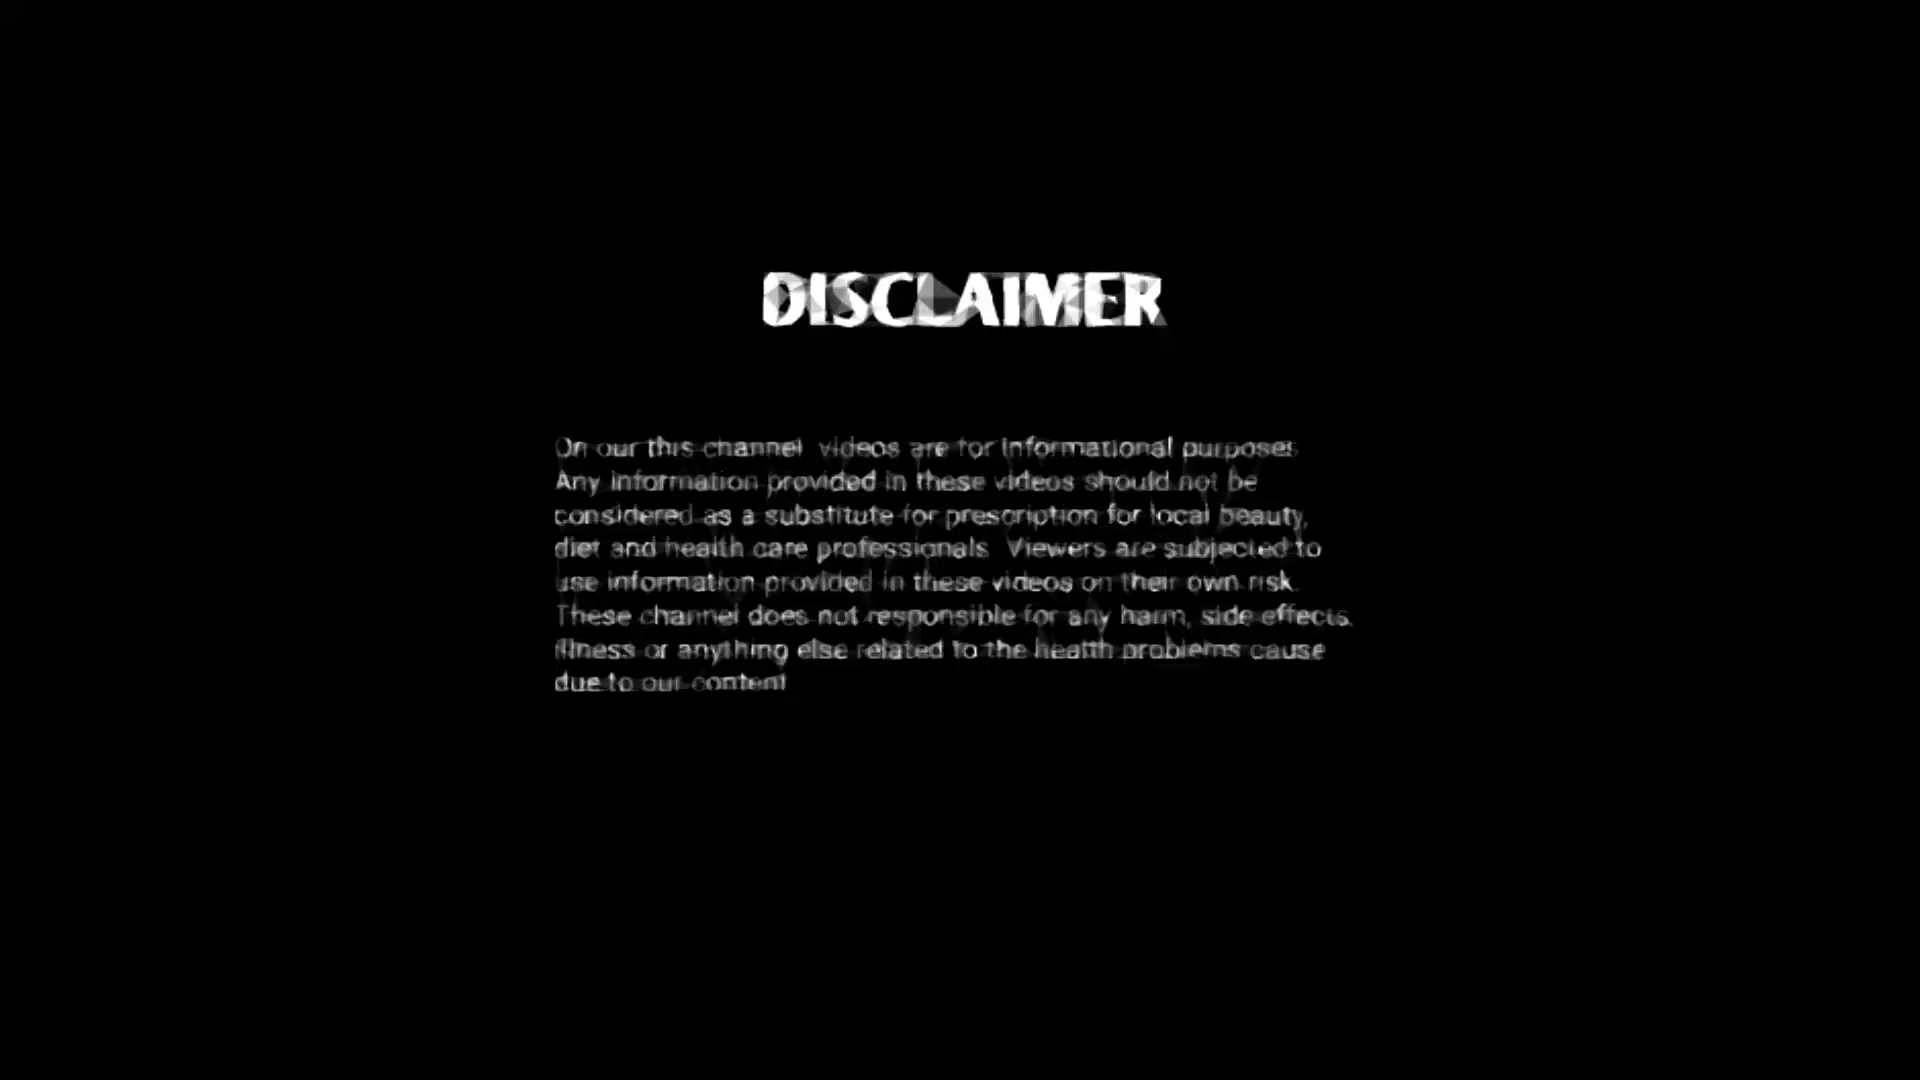 DISCLAIMER
On our this channel videos are for informational purposes
Any information provided in these videos should not be
considered as a substitute for prescription for local beauty,
diet and health care professionals. Viewers are subjected to
use information provided in these videos on their own risk.
These channel does not responsible for any harm, side effects,
illness or anything else related to the health problems cause
due to our content